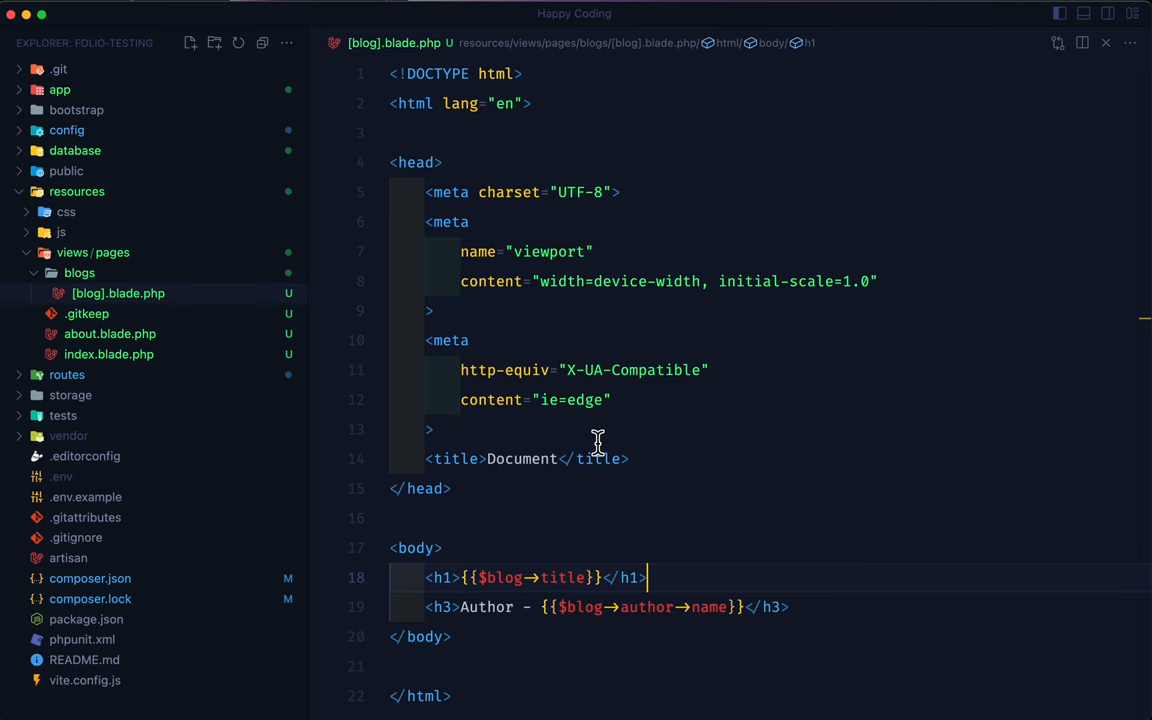 Happy Coding
EXPLORER: FOLIO-TESTING
.git
app
bootstrap
config
database
public
resources
css
js
views/pages
blogs
[blog].blade.php U
.gitkeep U
about.blade.php U
index.blade.php U
routes
storage
tests
vendor
.editorconfig
.env
.env.example
.gitattributes
.gitignore
artisan
composer.json M
composer.lock M
package.json
phpunit.xml
README.md
vite.config.js
[blog].blade.php U resources/views/pages/blogs/[blog].blade.php/ html/ body/ h1
1 <!DOCTYPE html>
2 <html lang="en">
3
4 <head>
5 <meta charset="UTF-8">
6 <meta
7 name="viewport"
8 content="width=device-width, initial-scale=1.0"
9 >
10 <meta
11 http-equiv="X-UA-Compatible"
12 content="ie=edge"
13 >
14 <title>Document</title>
15 </head>
16
17 <body>
18 <h1>{{$blog->title}}</h1>
19 <h3>Author - {{$blog->author->name}}</h3>
20 </body>
21
22 </html>